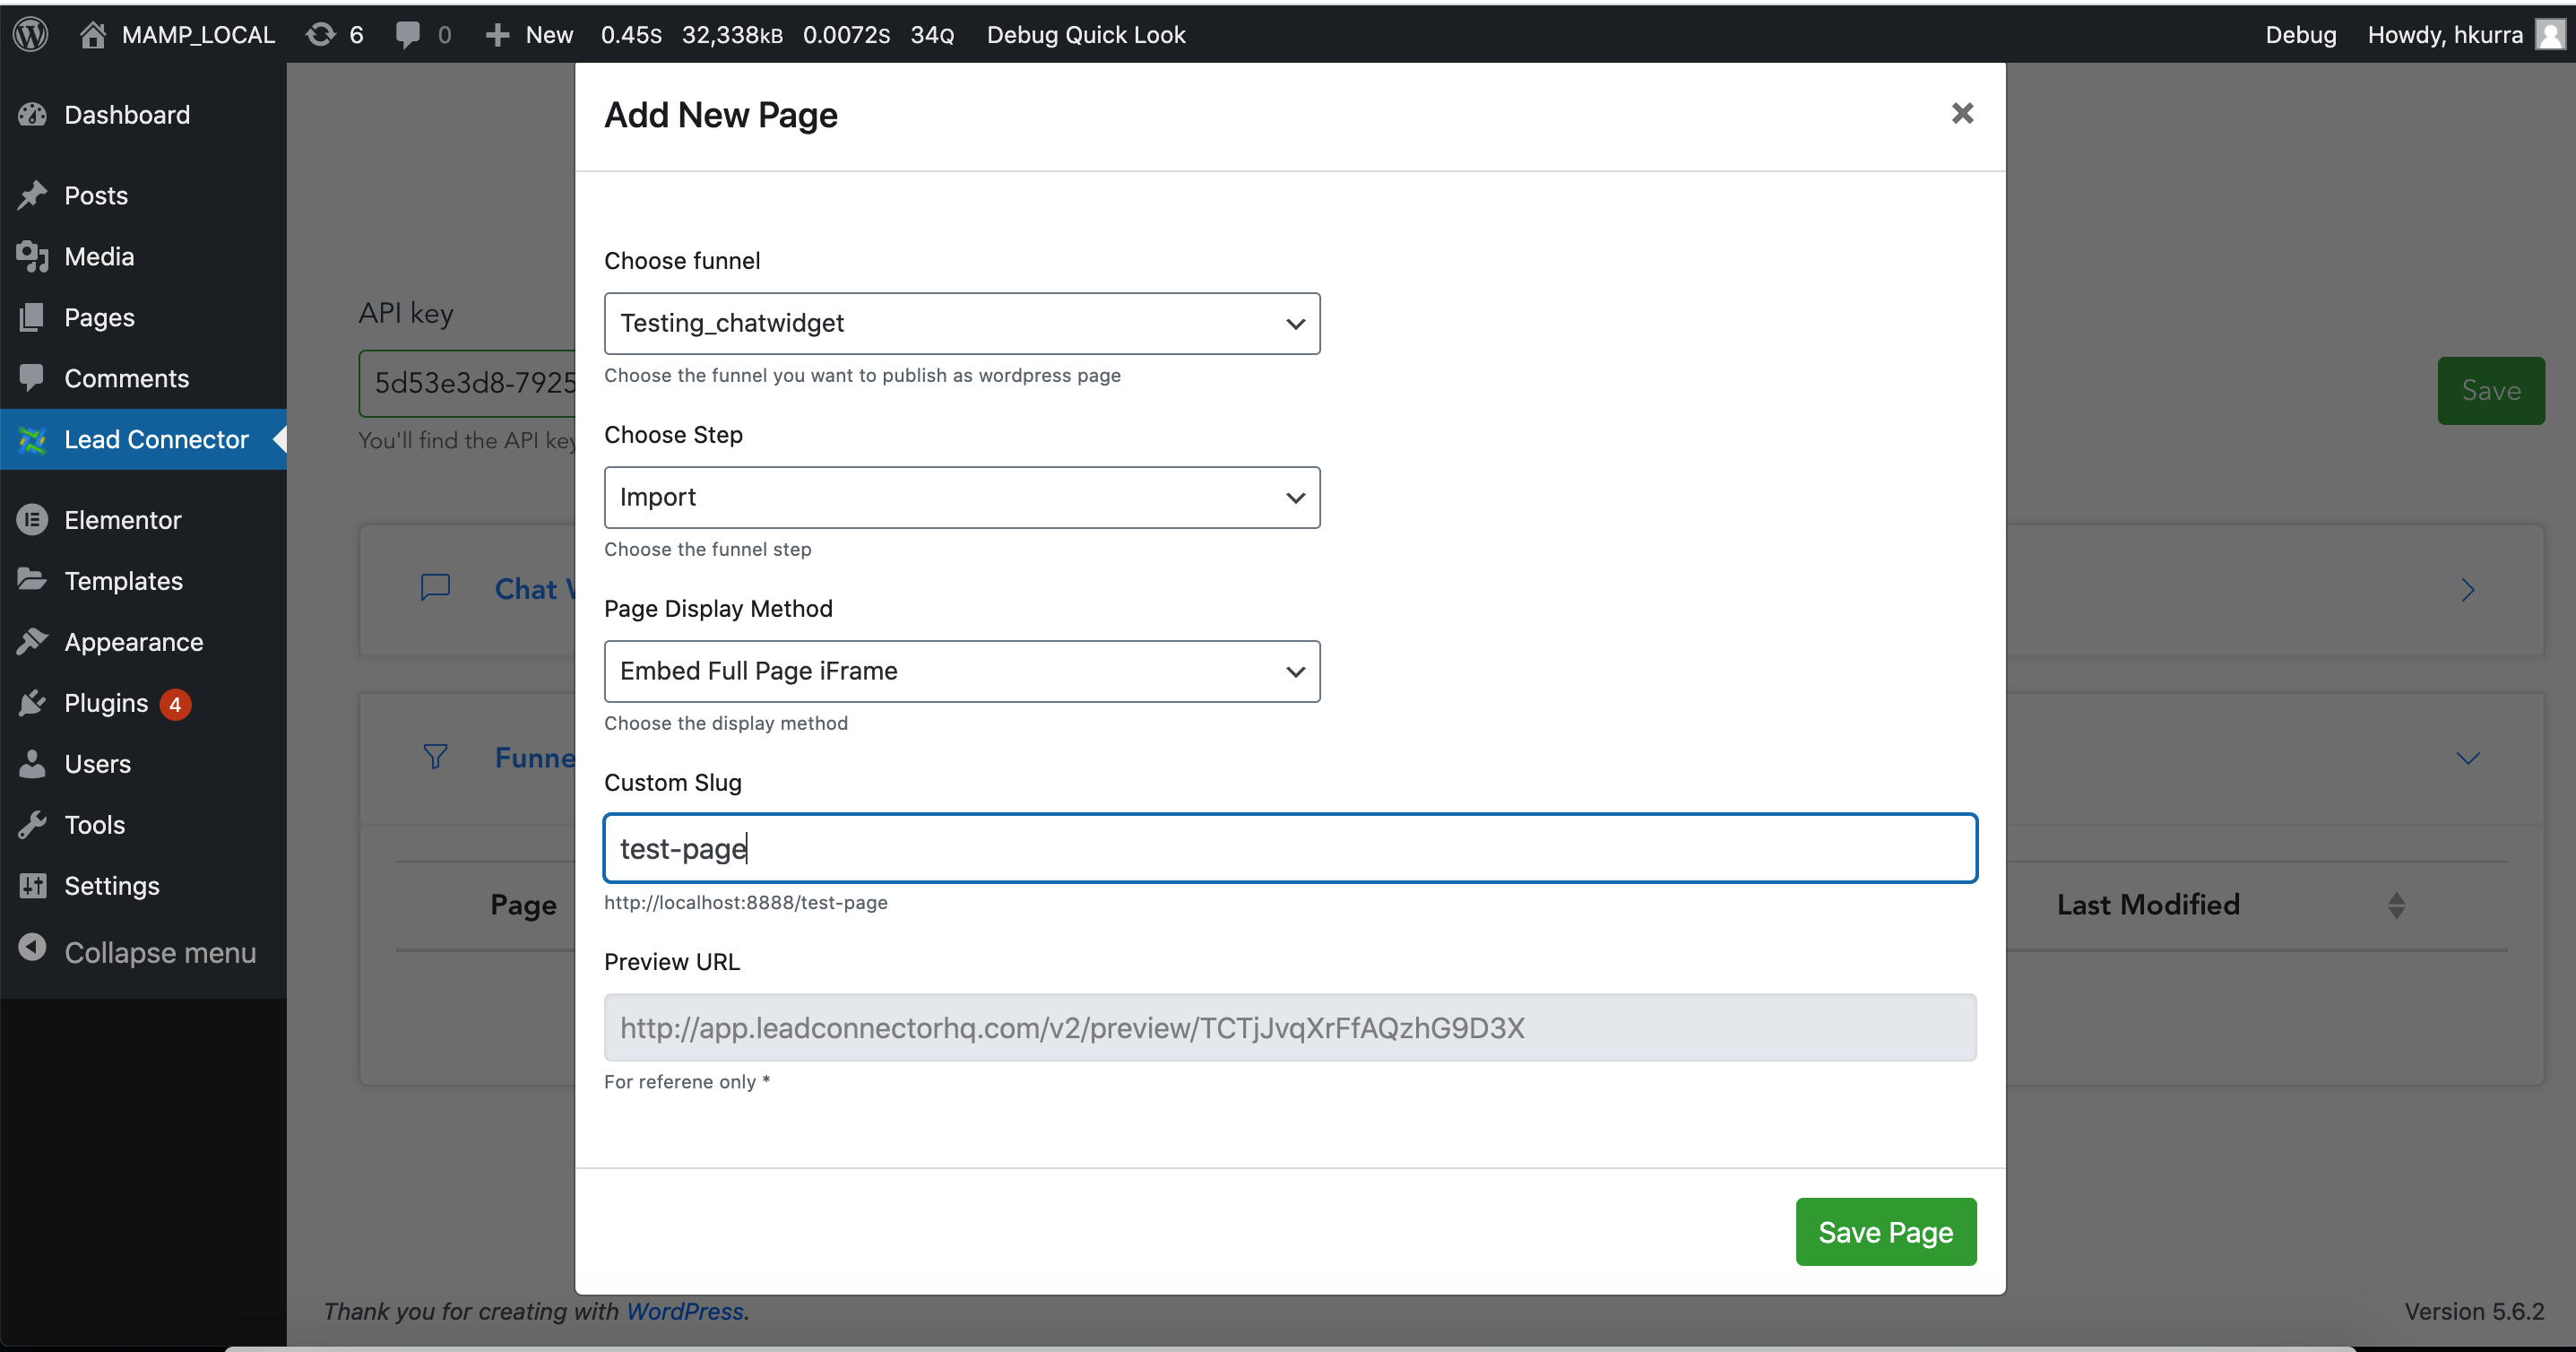 MAMP_LOCAL 6 0 New 0.45S 32,338KB 0.0072S 34Q Debug Quick Look Debug Howdy, hkurra
Dashboard
Posts
Media
Pages
Comments
Lead Connector
Elementor
Templates
Appearance
Plugins 4
Users
Tools
Settings
Collapse menu
API key
5d53e3d8-7925
You'll find the API key
Save
Chat
Funne
Page
Last Modified
Add New Page
Choose funnel
Testing_chatwidget
Choose the funnel you want to publish as wordpress page
Choose Step
Import
Choose the funnel step
Page Display Method
Embed Full Page iFrame
Choose the display method
Custom Slug
test-page
http://localhost:8888/test-page
Preview URL
http://app.leadconnectorhq.com/v2/preview/TCTjJvqXrFfAQzhG9D3X
For referene only *
Save Page
Thank you for creating with WordPress.
Version 5.6.2